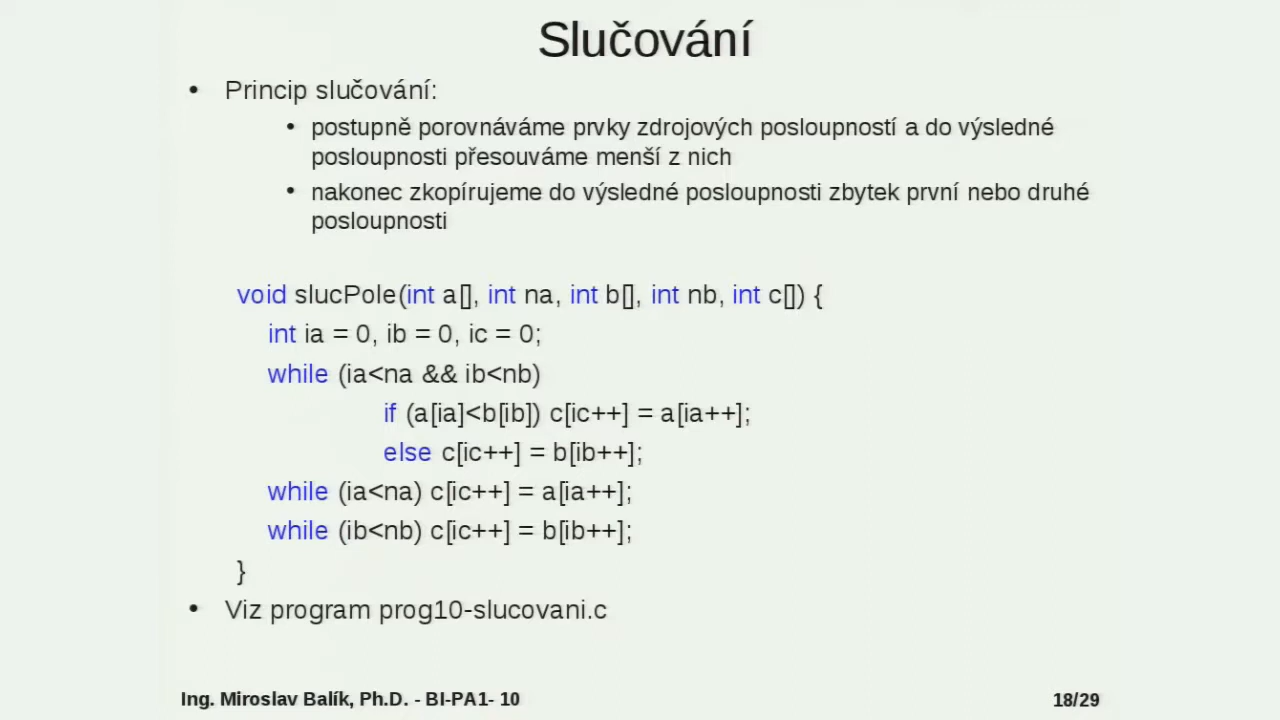 Slučování
• Princip slučování:
• postupně porovnáváme prvky zdrojových posloupností a do výsledné
posloupnosti přesouváme menší z nich
• nakonec zkopírujeme do výsledné posloupnosti zbytek první nebo druhé
posloupnosti
void slucPole(int a[], int na, int b[], int nb, int c[]) {
int ia = 0, ib = 0, ic = 0;
while (ia<na && ib<nb)
if (a[ia]<b[ib]) c[ic++] = a[ia++];
else c[ic++] = b[ib++];
while (ia<na) c[ic++] = a[ia++];
while (ib<nb) c[ic++] = b[ib++];
}
• Viz program prog10-slucovani.c
Ing. Miroslav Balík, Ph.D. - BI-PA1- 10
18/29